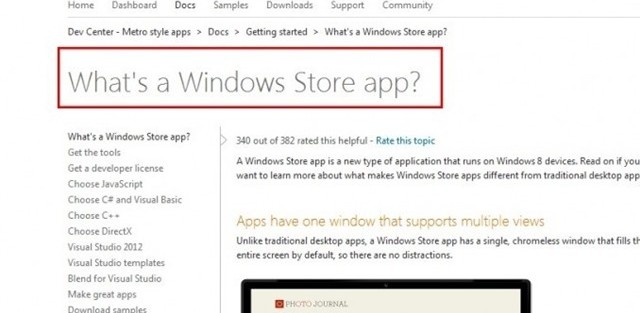 Home Dashboard Docs Samples Downloads Support Community
Dev Center - Metro style apps > Docs > Getting started > What's a Windows Store app?
What's a Windows Store app?
What's a Windows Store app?
Get the tools
Get a developer license
Choose JavaScript
Choose C# and Visual Basic
Choose C++
Choose DirectX
Visual Studio 2012
Visual Studio templates
Blend for Visual Studio
Make great apps
Download samples
340 out of 382 rated this helpful - Rate this topic
A Windows Store app is a new type of application that runs on Windows 8 devices. Read on if you
want to learn more about what makes Windows Store apps different from traditional desktop app
Apps have one window that supports multiple views
Unlike traditional desktop apps, a Windows Store app has a single, chromeless window that fills th
entire screen by default, so there are no distractions.
PHOTO JOURNAL